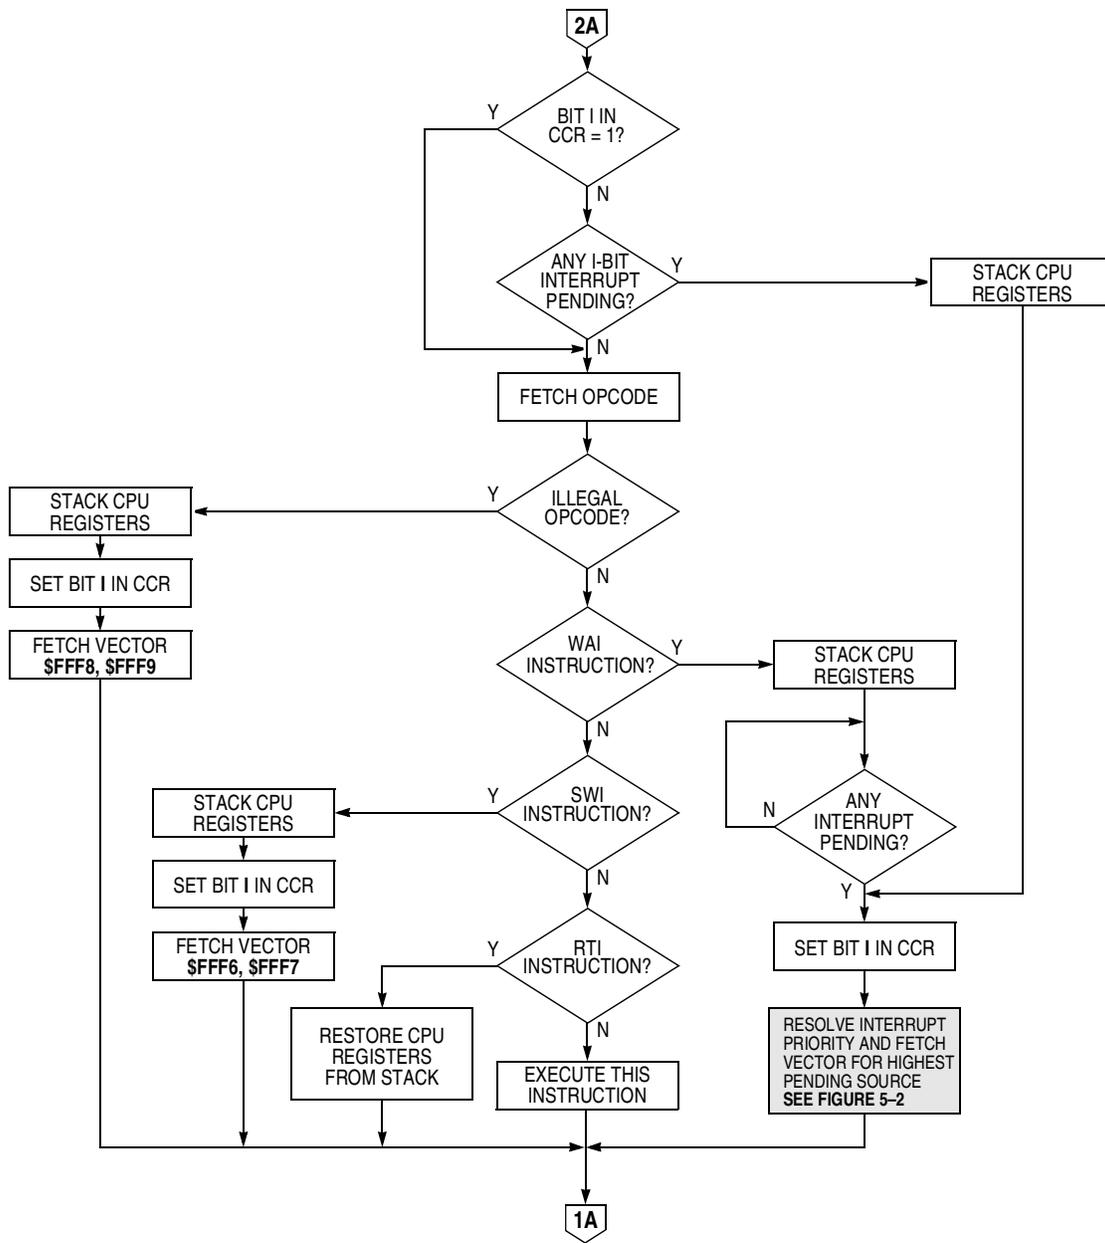 2A
Y
BIT I IN
CCR = 1?
N
ANY I-BIT
INTERRUPT
PENDING?
Y
STACK CPU
REGISTERS
N
FETCH OPCODE
STACK CPU
REGISTERS
Y
ILLEGAL
OPCODE?
SET BIT I IN CCR
N
FETCH VECTOR
$FFF8, $FFF9
WAI
INSTRUCTION?
Y
STACK CPU
REGISTERS
N
STACK CPU
REGISTERS
Y
SWI
INSTRUCTION?
N
ANY
INTERRUPT
PENDING?
SET BIT I IN CCR
N
Y
FETCH VECTOR
$FFF6, $FFF7
Y
RTI
INSTRUCTION?
SET BIT I IN CCR
RESTORE CPU
REGISTERS
FROM STACK
N
EXECUTE THIS
INSTRUCTION
RESOLVE INTERRUPT
PRIORITY AND FETCH
VECTOR FOR HIGHEST
PENDING SOURCE
SEE FIGURE 5–2
1A